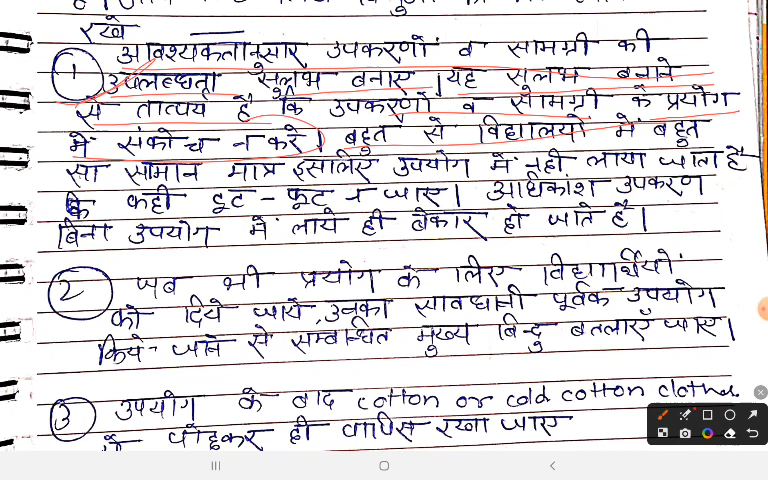 रखे
① आवश्यकतानुसार उपकरणों व सामग्री की
उपलब्धता सुलभ बनाए। यह सुलभ बनाने
से तात्पर्य है कि उपकरणों व सामग्री के प्रयोग
में संकोच न करे। बहुत से विद्यालयों में बहुत
सा सामान मात्र इसलिए उपयोग में नही लाया जाता है
कि कही टूट-फूट न जाए। अधिकांश उपकरण
बिना उपयोग में लाये ही बेकार हो जाते है।
② जब भी प्रयोग के लिए विद्यार्थियों
को दिये जाये, उनका सावधानी पूर्वक उपयोग
किये जाने से सम्बन्धित मुख्य बिन्दु बतलाएँ जाए।
③ उपयोग के बाद cotton or cold cotton clothes
से पोंछकर ही वापिस रखा जाए